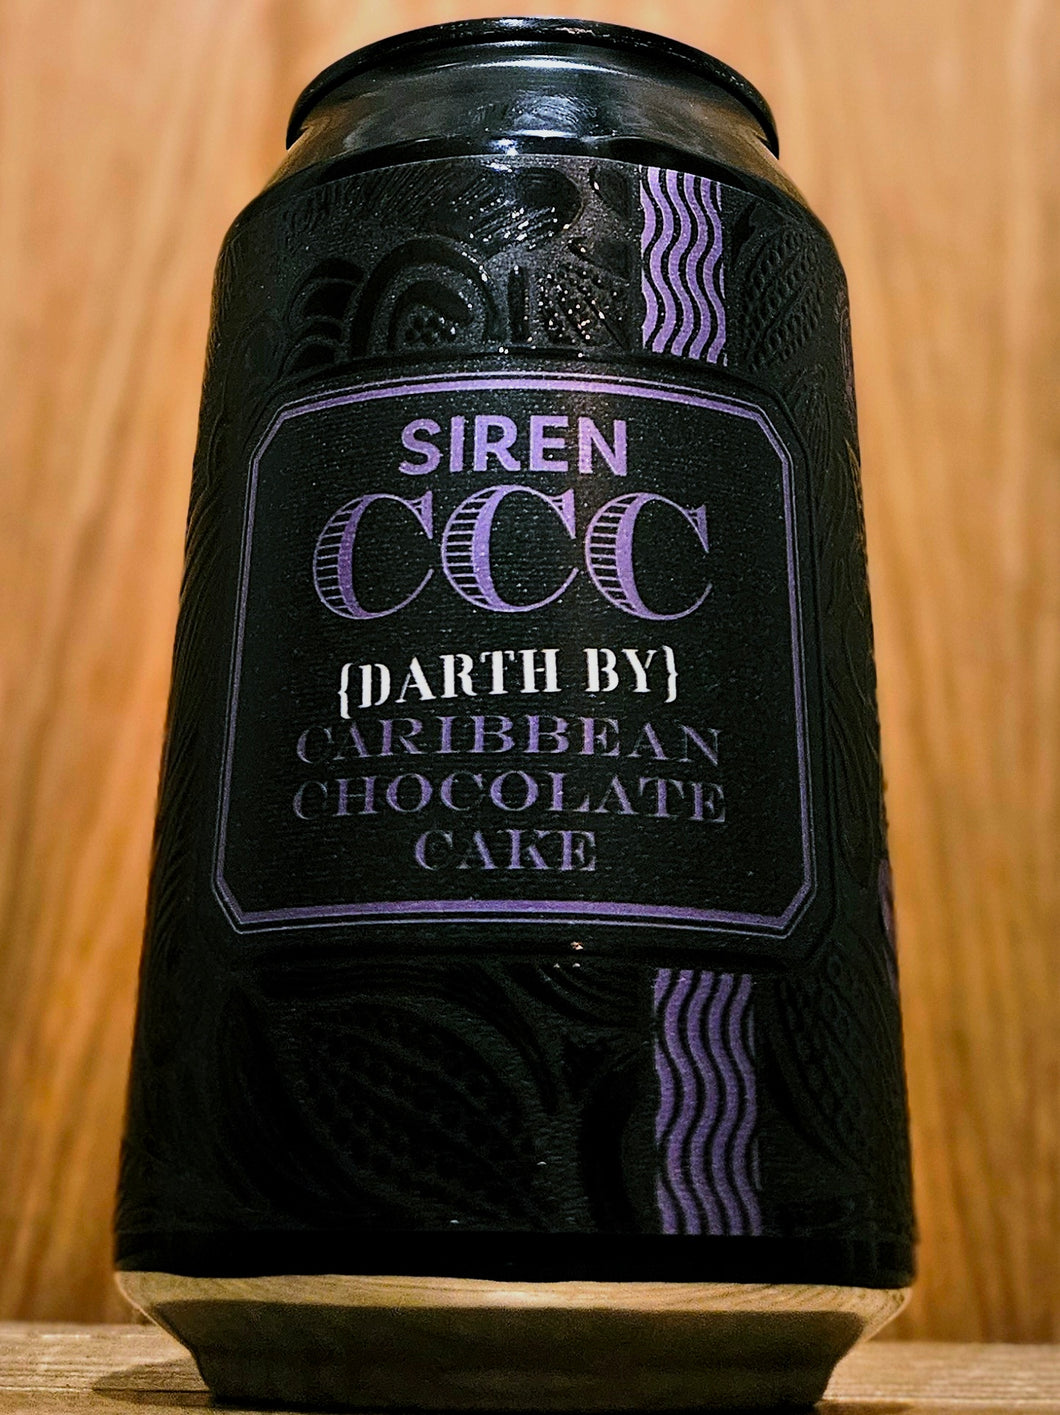 SIREN
CCC
{DARTH BY}
CARIBBEAN
CHOCOLATE
CAKE